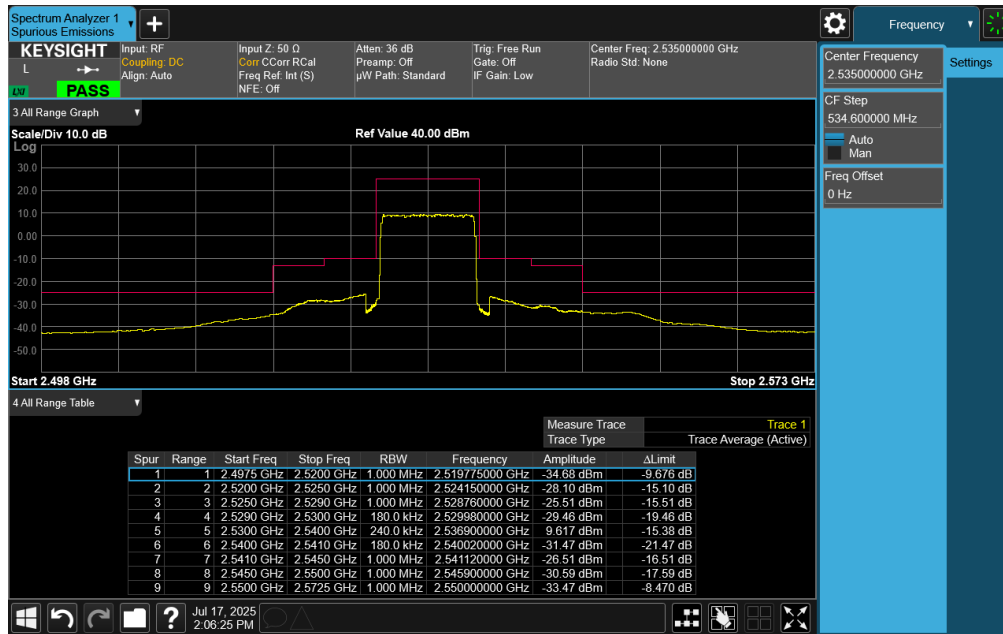 Spectrum Analyzer 1
Spurious Emissions
Frequency
KEYSIGHT
L
LXI
PASS
Input: RF
Coupling: DC
Align: Auto
Input Z: 50 Ω
Corr CCorr RCal
Freq Ref: Int (S)
NFE: Off
Atten: 36 dB
Preamp: Off
µW Path: Standard
Trig: Free Run
Gate: Off
IF Gain: Low
Center Freq: 2.535000000 GHz
Radio Std: None
Center Frequency
2.535000000 GHz
Settings
CF Step
534.600000 MHz
Auto
Man
Freq Offset
0 Hz
3 All Range Graph
Scale/Div 10.0 dB
Ref Value 40.00 dBm
Log
30.0
20.0
10.0
0.00
-10.0
-20.0
-30.0
-40.0
-50.0
Start 2.498 GHz
Stop 2.573 GHz
4 All Range Table
Measure Trace Trace 1
Trace Type Trace Average (Active)
Spur Range Start Freq Stop Freq RBW Frequency Amplitude ΔLimit
1 1 2.4975 GHz 2.5200 GHz 1.000 MHz 2.519775000 GHz -34.68 dBm -9.676 dB
2 2 2.5200 GHz 2.5250 GHz 1.000 MHz 2.524150000 GHz -28.10 dBm -15.10 dB
3 3 2.5250 GHz 2.5290 GHz 1.000 MHz 2.528760000 GHz -25.51 dBm -15.51 dB
4 4 2.5290 GHz 2.5300 GHz 180.0 kHz 2.529980000 GHz -29.46 dBm -19.46 dB
5 5 2.5300 GHz 2.5400 GHz 240.0 kHz 2.536900000 GHz 9.617 dBm -15.38 dB
6 6 2.5400 GHz 2.5410 GHz 180.0 kHz 2.540020000 GHz -31.47 dBm -21.47 dB
7 7 2.5410 GHz 2.5450 GHz 1.000 MHz 2.541120000 GHz -26.51 dBm -16.51 dB
8 8 2.5450 GHz 2.5500 GHz 1.000 MHz 2.545900000 GHz -30.59 dBm -17.59 dB
9 9 2.5500 GHz 2.5725 GHz 1.000 MHz 2.550000000 GHz -33.47 dBm -8.470 dB
Jul 17, 2025
2:06:25 PM